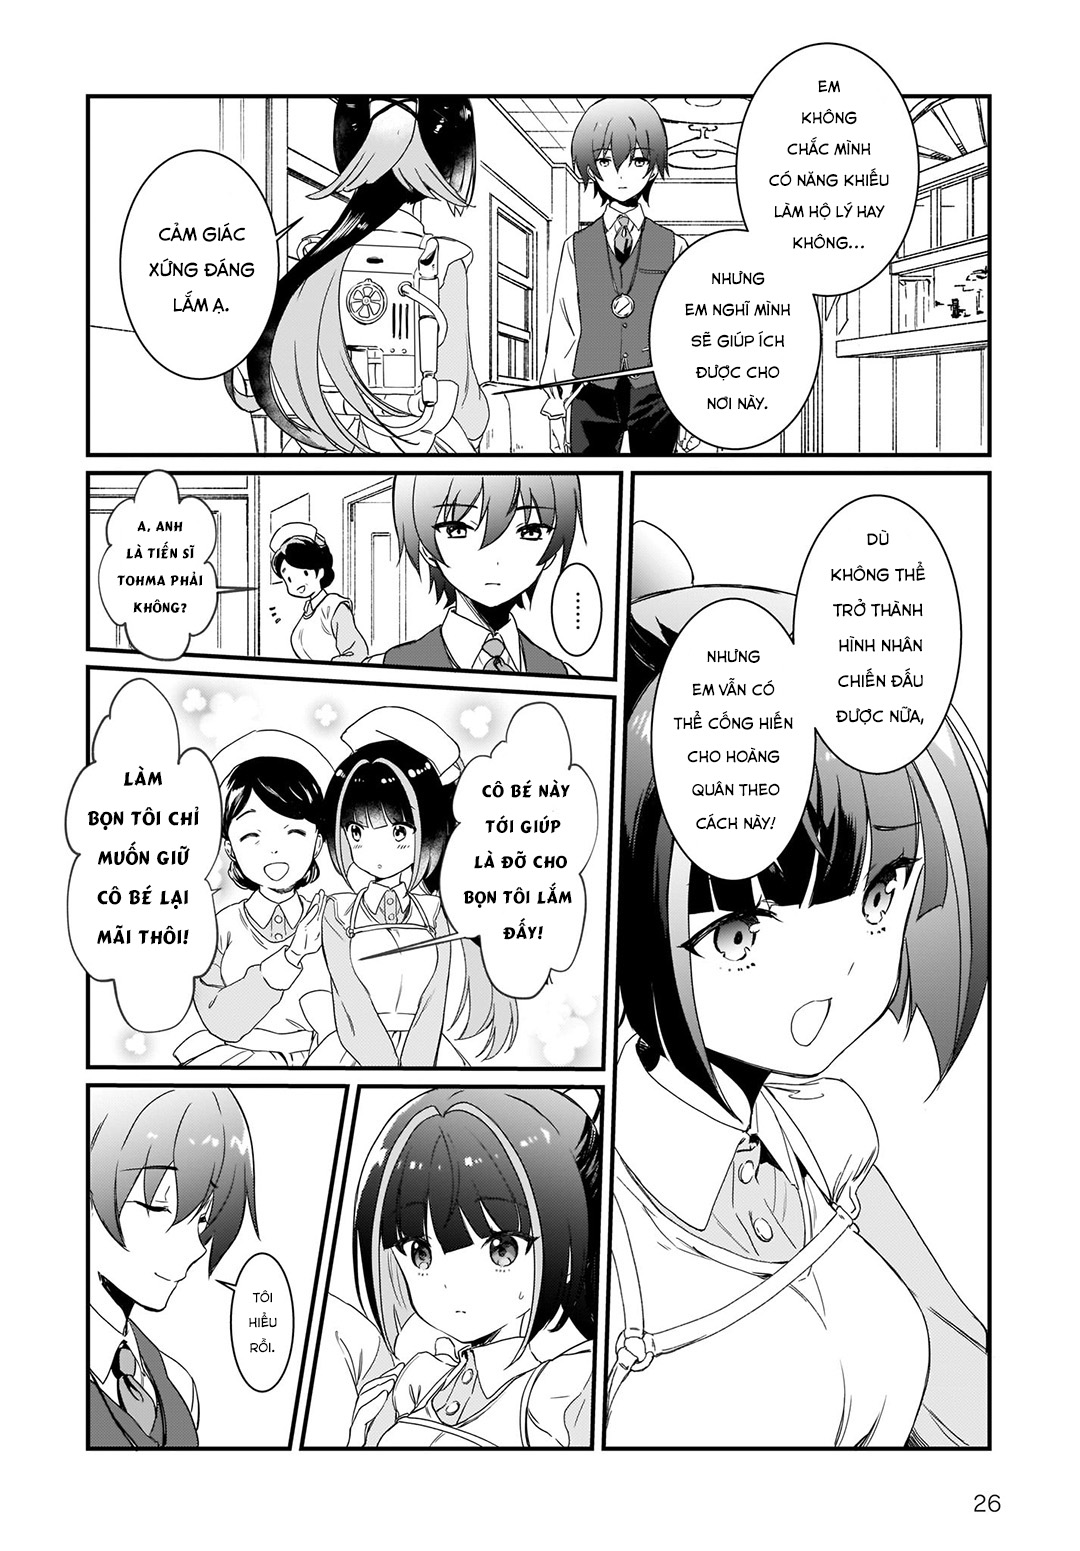 EM
KHÔNG
CHẮC MÌNH
CÓ NĂNG KHIẾU
LÀM HỘ LÝ HAY
KHÔNG...
NHƯNG
EM NGHĨ MÌNH
SẼ GIÚP ÍCH
ĐƯỢC CHO
NƠI NÀY.
CẢM GIÁC
XỨNG ĐÁNG
LẮM Ạ.
DÙ
KHÔNG THỂ
TRỞ THÀNH
HÌNH NHÂN
CHIẾN ĐẤU
ĐƯỢC NỮA,
NHƯNG
EM VẪN CÓ
THỂ CỐNG HIẾN
CHO HOÀNG
QUÂN THEO
CÁCH NÀY!
......
A, ANH
LÀ TIẾN SĨ
TOHMA PHẢI
KHÔNG?
CÔ BÉ NÀY
TỚI GIÚP
LÀ ĐỠ CHO
BỌN TÔI LẮM
ĐẤY!
LÀM
BỌN TÔI CHỈ
MUỐN GIỮ
CÔ BÉ LẠI
MÃI THÔI!
TÔI
HIỂU
RỒI.
26